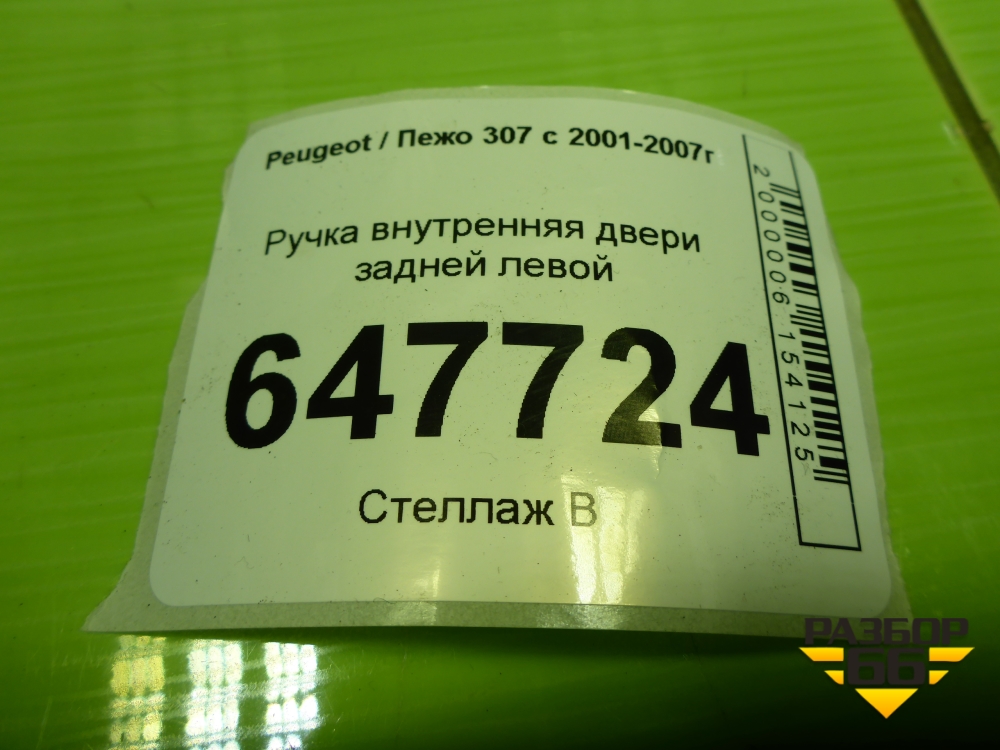 Peugeot / Пежо 307 с 2001-2007г
Ручка внутренняя двери
задней левой
647724
Стеллаж В
2000006154125
РАЗБОР
66